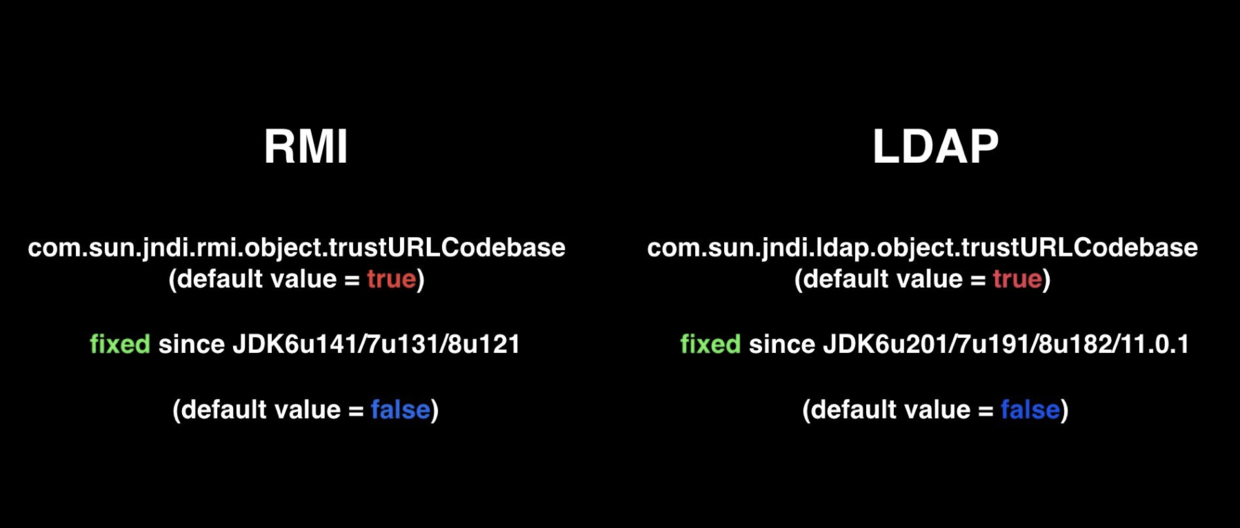 RMI
com.sun.jndi.rmi.object.trustURLCodebase
(default value = true)
fixed since JDK6u141/7u131/8u121
(default value = false)
LDAP
com.sun.jndi.ldap.object.trustURLCodebase
(default value = true)
fixed since JDK6u201/7u191/8u182/11.0.1
(default value = false)